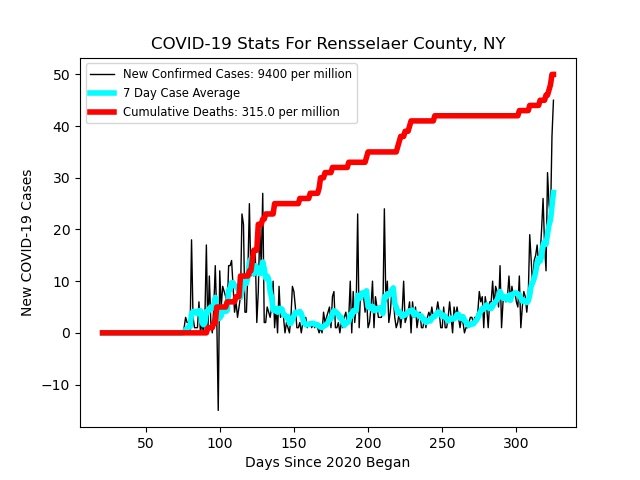 COVID-19 Stats For Rensselaer County, NY
New Confirmed Cases: 9400 per million
7 Day Case Average
Cumulative Deaths: 315.0 per million
New COVID-19 Cases
50
40
30
20
10
0
−10
50 100 150 200 250 300
Days Since 2020 Began